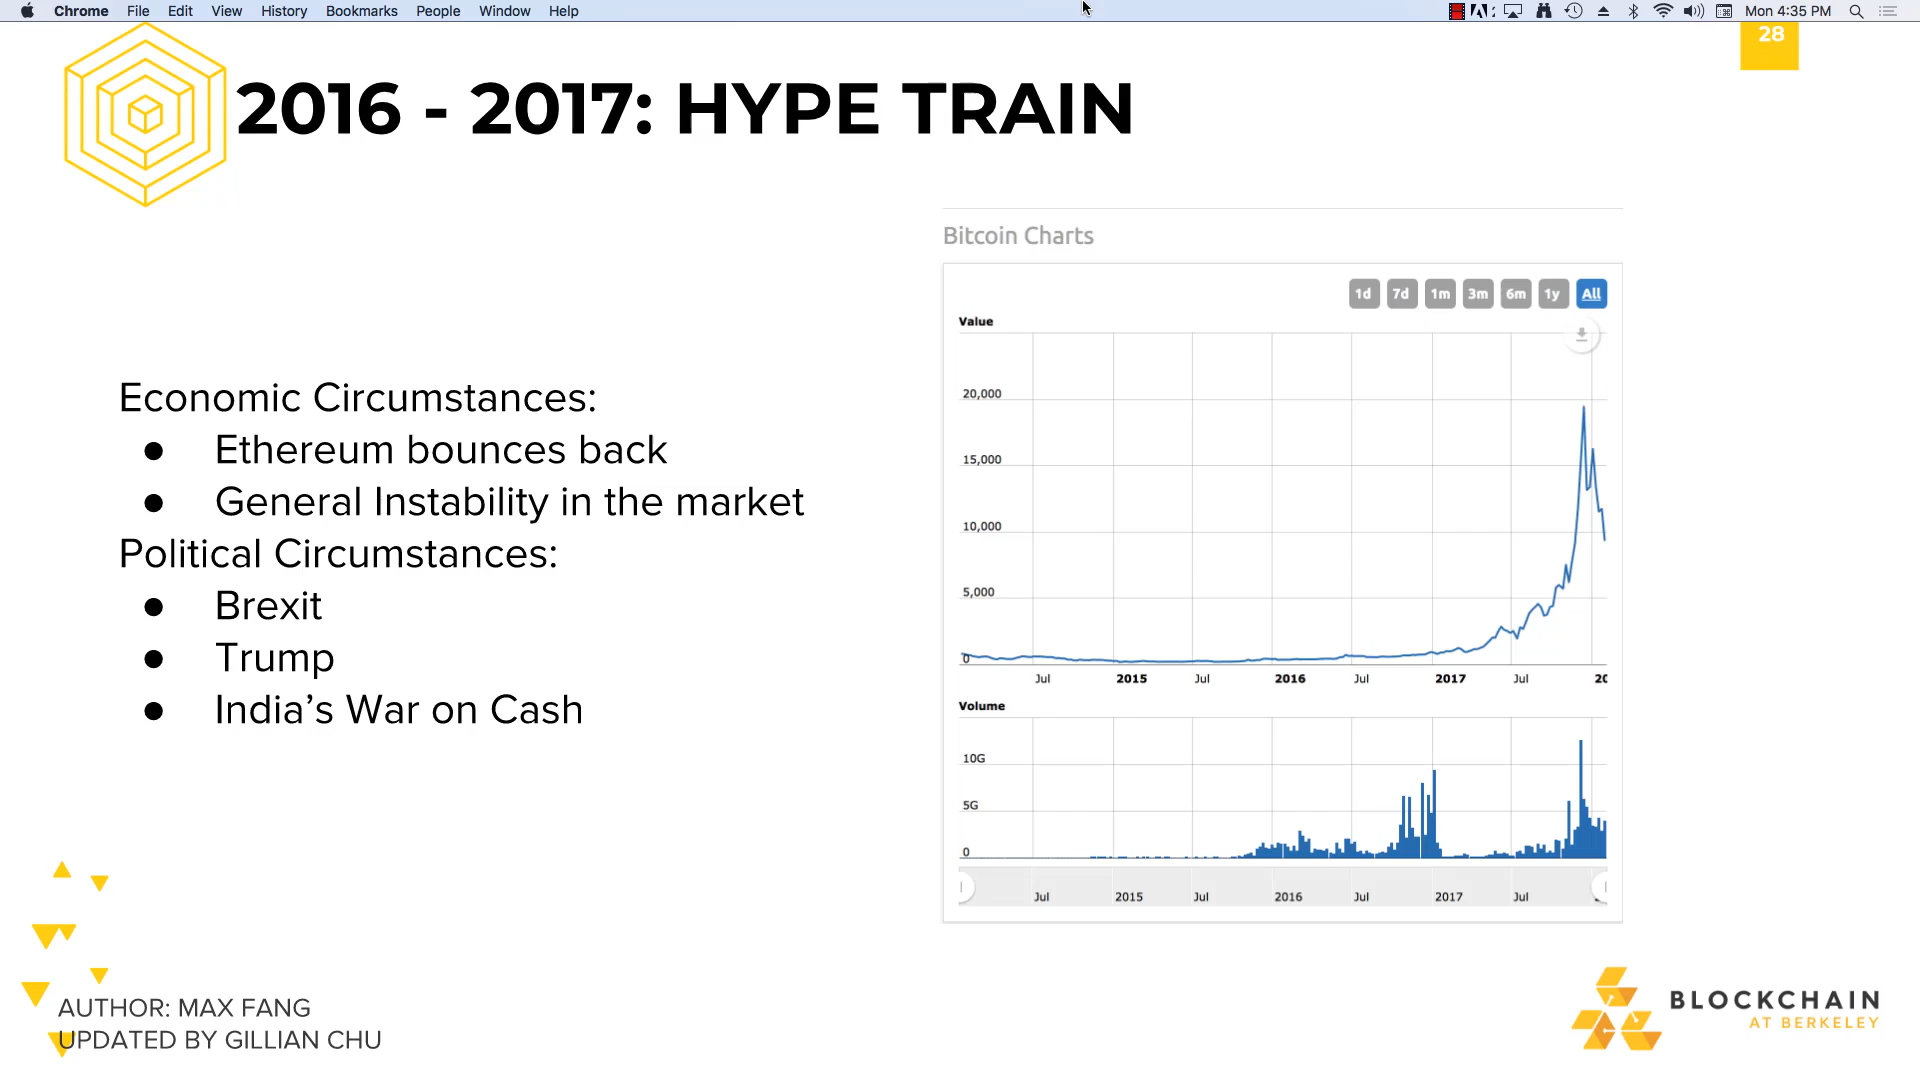 Chrome File Edit View History Bookmarks People Window Help
Mon 4:35 PM
28
2016 - 2017: HYPE TRAIN
Economic Circumstances:
● Ethereum bounces back
● General Instability in the market
Political Circumstances:
● Brexit
● Trump
● India’s War on Cash
Bitcoin Charts
1d 7d 1m 3m 6m 1y All
Value
20,000
15,000
10,000
5,000
0
Jul 2015 Jul 2016 Jul 2017 Jul 20
Volume
10G
5G
0
Jul 2015 Jul 2016 Jul 2017 Jul
AUTHOR: MAX FANG
UPDATED BY GILLIAN CHU
BLOCKCHAIN
AT BERKELEY